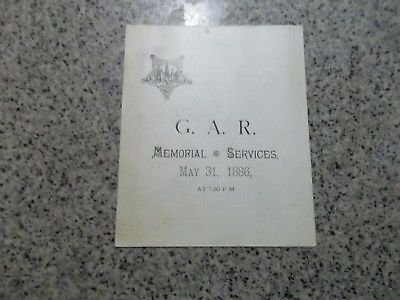 G. A. R.
MEMORIAL * SERVICES,
MAY 31, 1886,
AT 7:30 P. M.